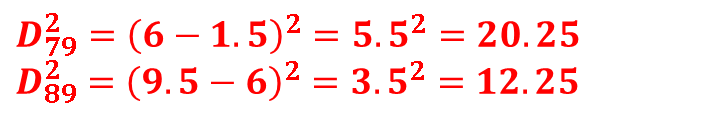 D²₇₉ = (6 − 1.5)² = 5.5² = 20.25
D²₈₉ = (9.5 − 6)² = 3.5² = 12.25